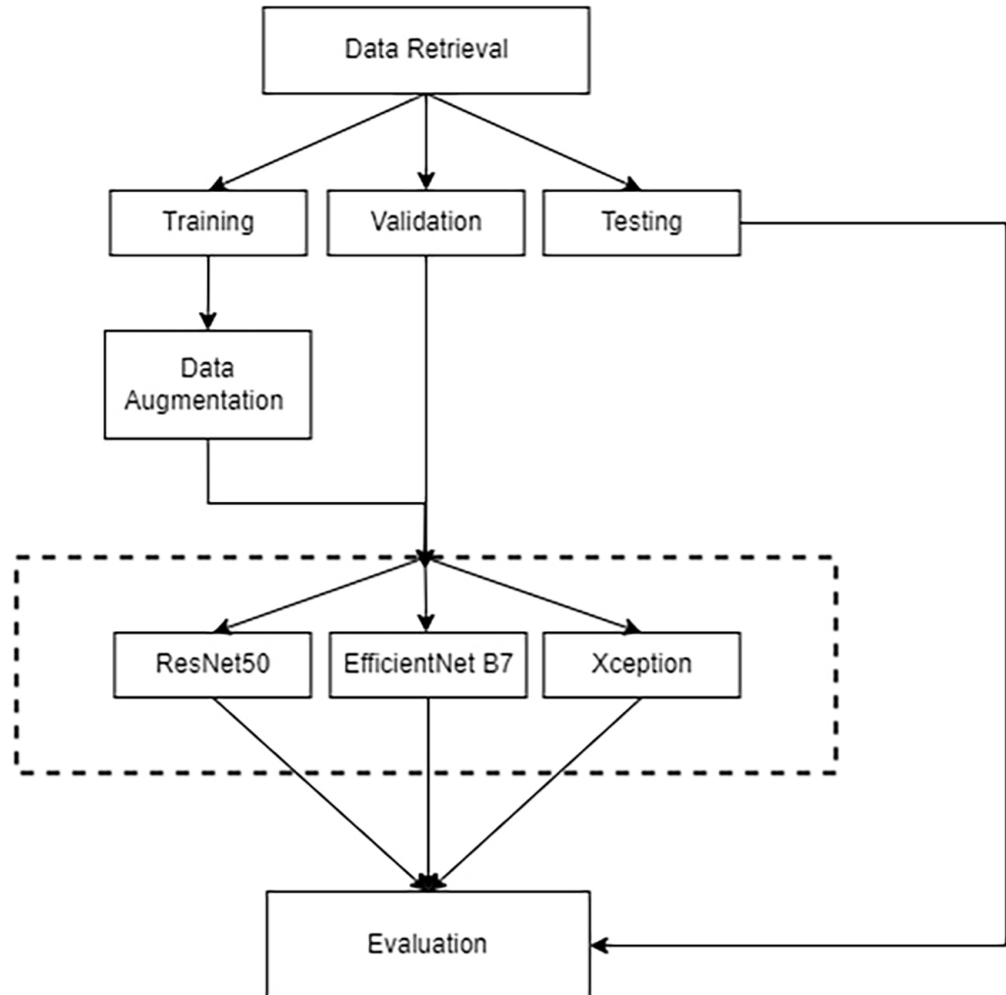 Data Retrieval
Training
Validation
Testing
Data
Augmentation
ResNet50
EfficientNet B7
Xception
Evaluation